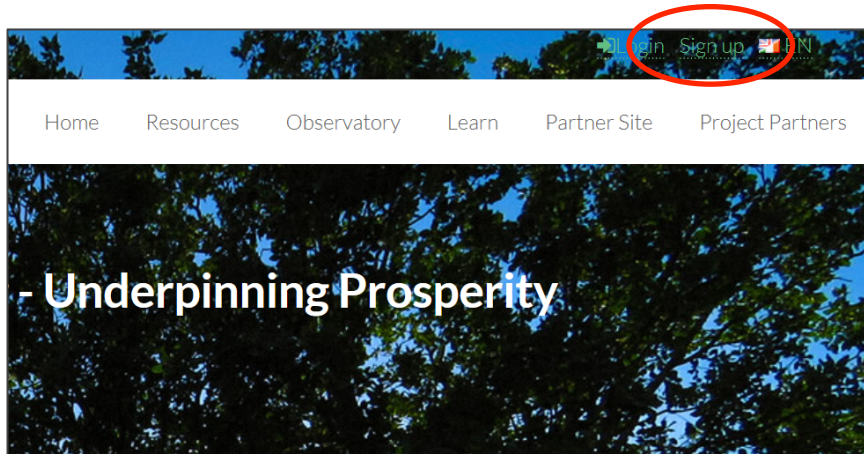 Login Sign up EN
Home Resources Observatory Learn Partner Site Project Partners
- Underpinning Prosperity